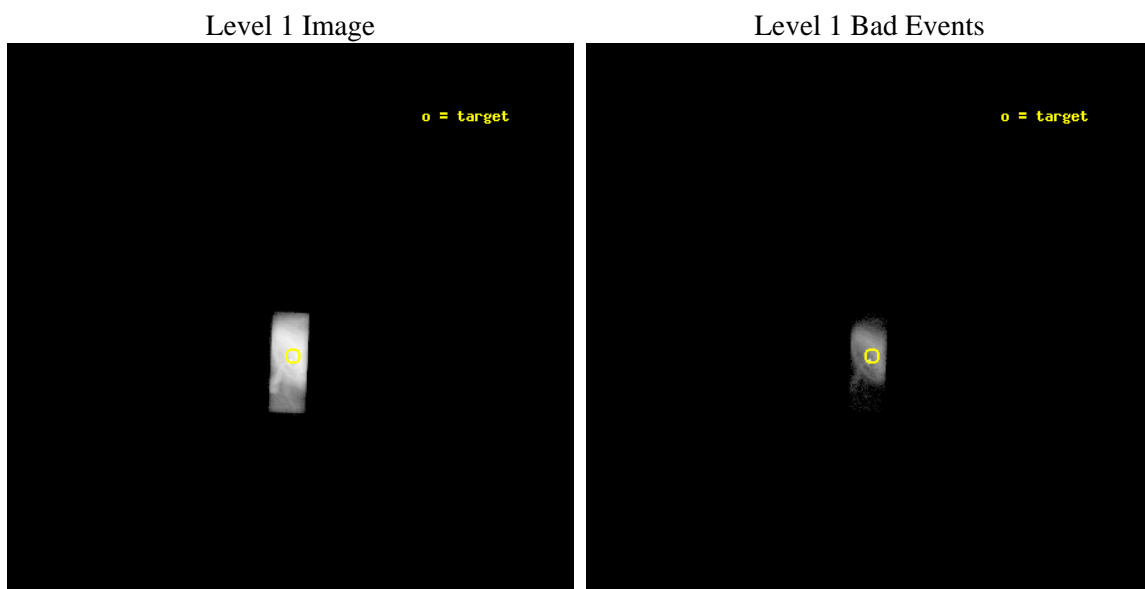 Level 1 Image
Level 1 Bad Events
o = target
o = target